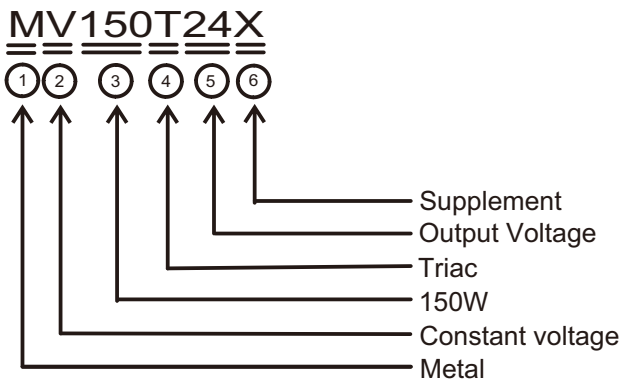 MV150T24X
1 2 3 4 5 6
Supplement
Output Voltage
Triac
150W
Constant voltage
Metal